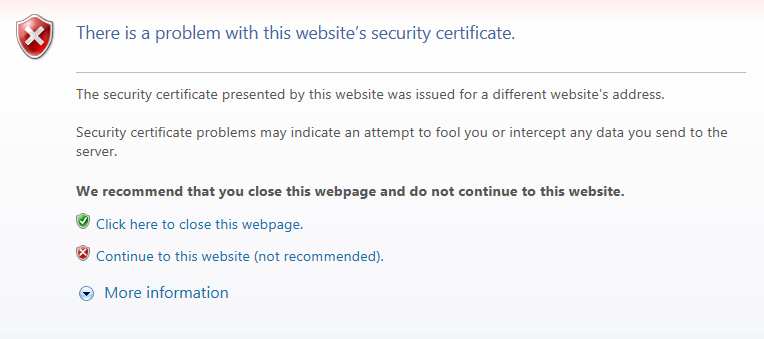 There is a problem with this website's security certificate.
The security certificate presented by this website was issued for a different website's address.
Security certificate problems may indicate an attempt to fool you or intercept any data you send to the
server.
We recommend that you close this webpage and do not continue to this website.
Click here to close this webpage.
Continue to this website (not recommended).
More information